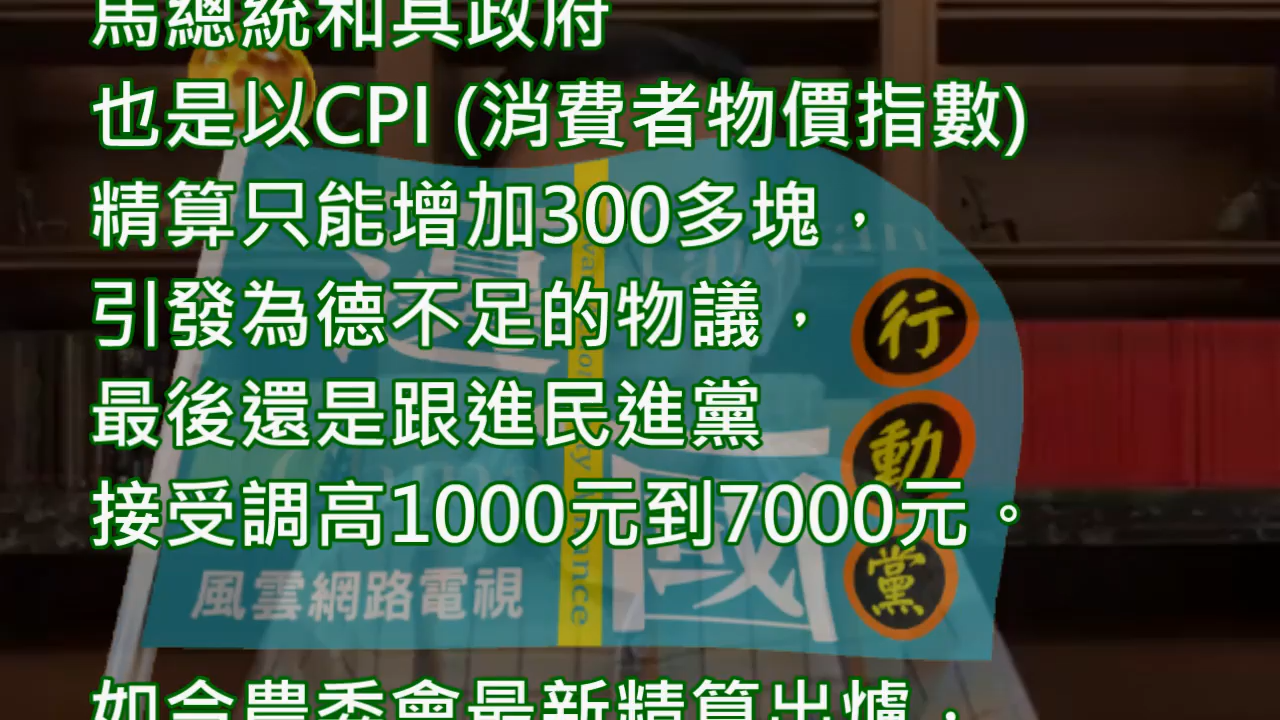 馬總統和其政府
也是以CPI (消費者物價指數)
精算只能增加300多塊，
引發為德不足的物議，
最後還是跟進民進黨
接受調高1000元到7000元。
如今農委會最新精算出爐，
還
國
行
動
黨
風雲網路電視